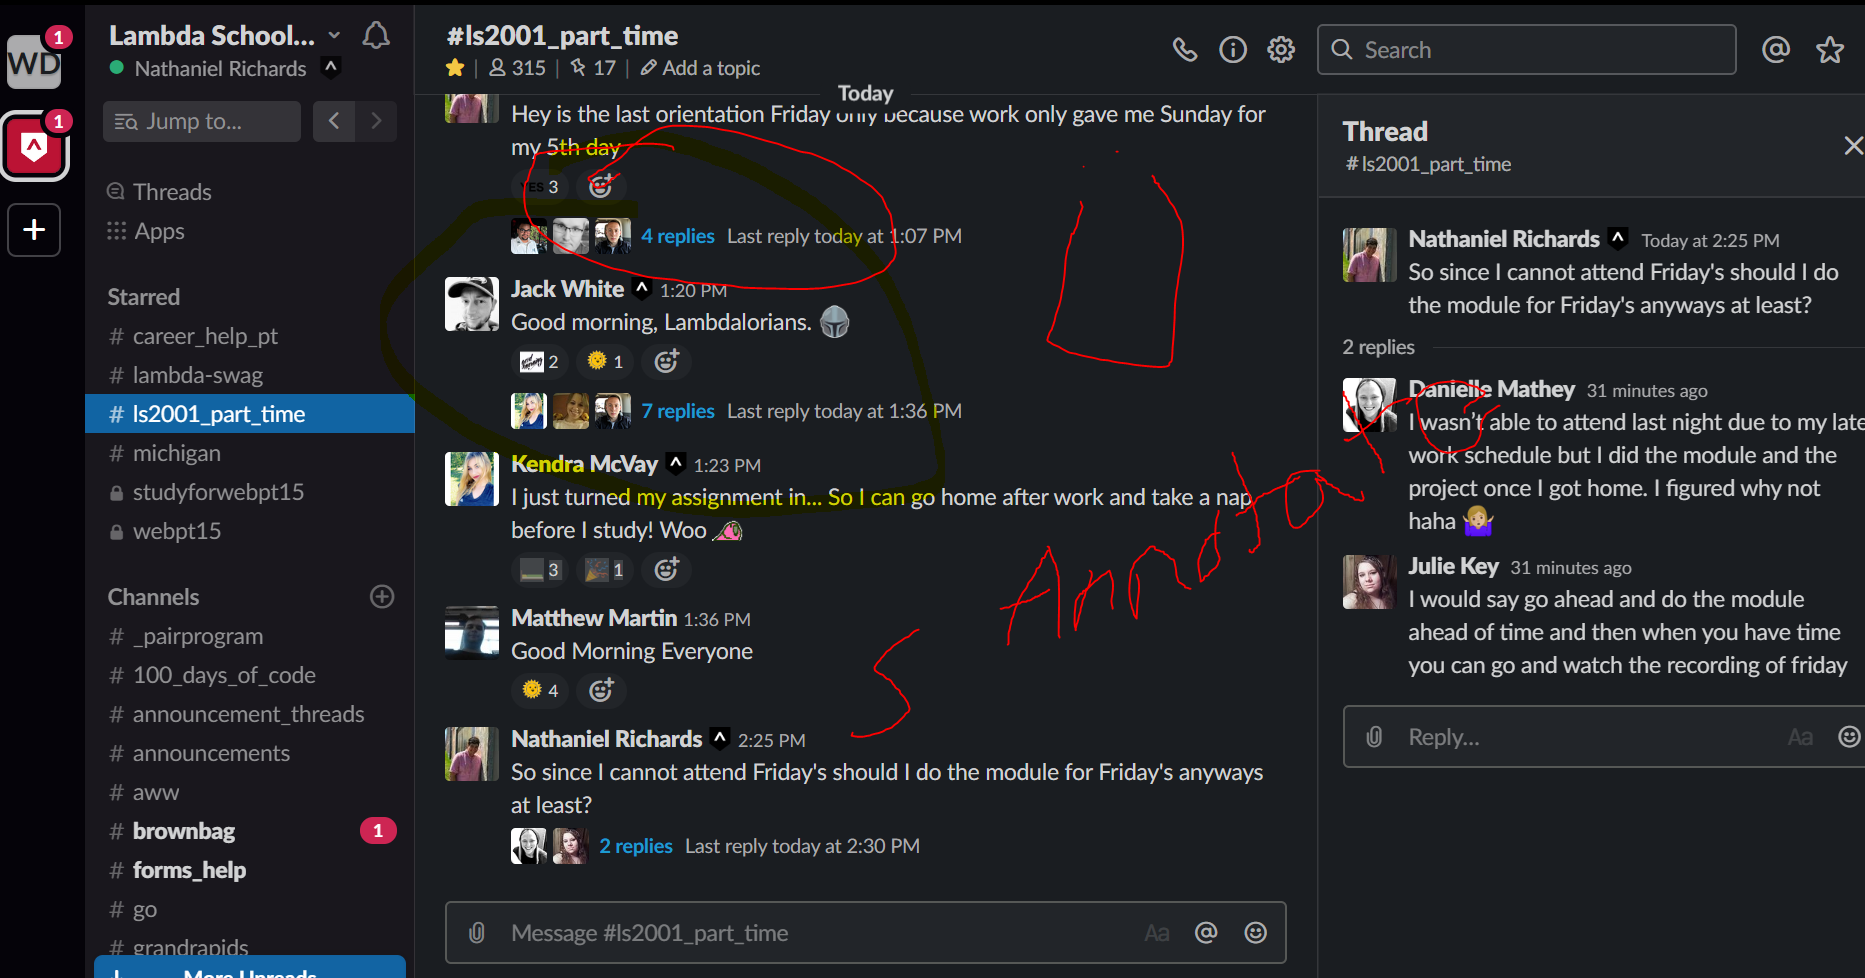 WD
1
1
Lambda School...
Nathaniel Richards
Jump to...
Threads
Apps
Starred
# career_help_pt
# lambda-swag
# ls2001_part_time
# michigan
studyforwebpt15
webpt15
Channels
# _pairprogram
# 100_days_of_code
# announcement_threads
# announcements
# aww
# brownbag 1
# forms_help
# go
# grandrapids
More Unreads
#ls2001_part_time
315 | 17 | Add a topic
Search
Today
Hey is the last orientation Friday only because work only gave me Sunday for
my 5th day
YES 3
4 replies Last reply today at 1:07 PM
Jack White 1:20 PM
Good morning, Lambdalorians.
2 1
7 replies Last reply today at 1:36 PM
Kendra McVay 1:23 PM
I just turned my assignment in... So I can go home after work and take a nap
before I study! Woo
3 1
Matthew Martin 1:36 PM
Good Morning Everyone
4
Nathaniel Richards 2:25 PM
So since I cannot attend Friday's should I do the module for Friday's anyways
at least?
2 replies Last reply today at 2:30 PM
Message #ls2001_part_time
Aa
Thread
# ls2001_part_time
Nathaniel Richards Today at 2:25 PM
So since I cannot attend Friday's should I do
the module for Friday's anyways at least?
2 replies
Danielle Mathey 31 minutes ago
I wasn't able to attend last night due to my late
work schedule but I did the module and the
project once I got home. I figured why not
haha
Julie Key 31 minutes ago
I would say go ahead and do the module
ahead of time and then when you have time
you can go and watch the recording of friday
Reply...
Aa